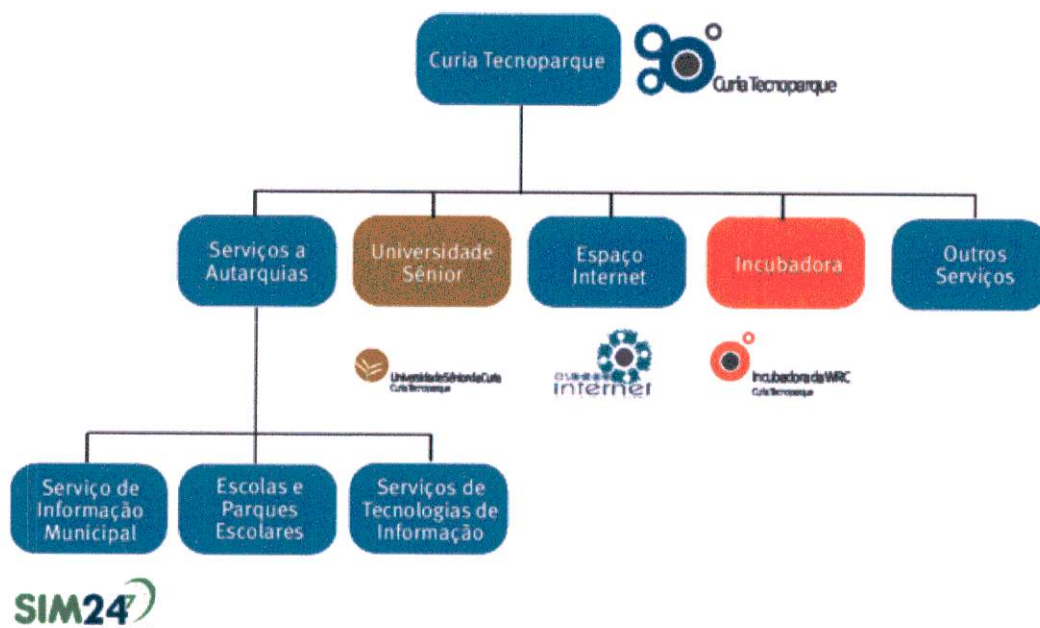 Curia Tecnoparque
Curia Tecnoparque
Serviços a
Autarquias
Universidade
Sénior
Espaço
Internet
Incubadora
Outros
Serviços
Universidade Sénior da Curia
Curia Tecnoparque
internet
Incubadora da WRC
Curia Tecnoparque
Serviço de
Informação
Municipal
Escolas e
Parques
Escolares
Serviços de
Tecnologias de
Informação
SIM24⁷